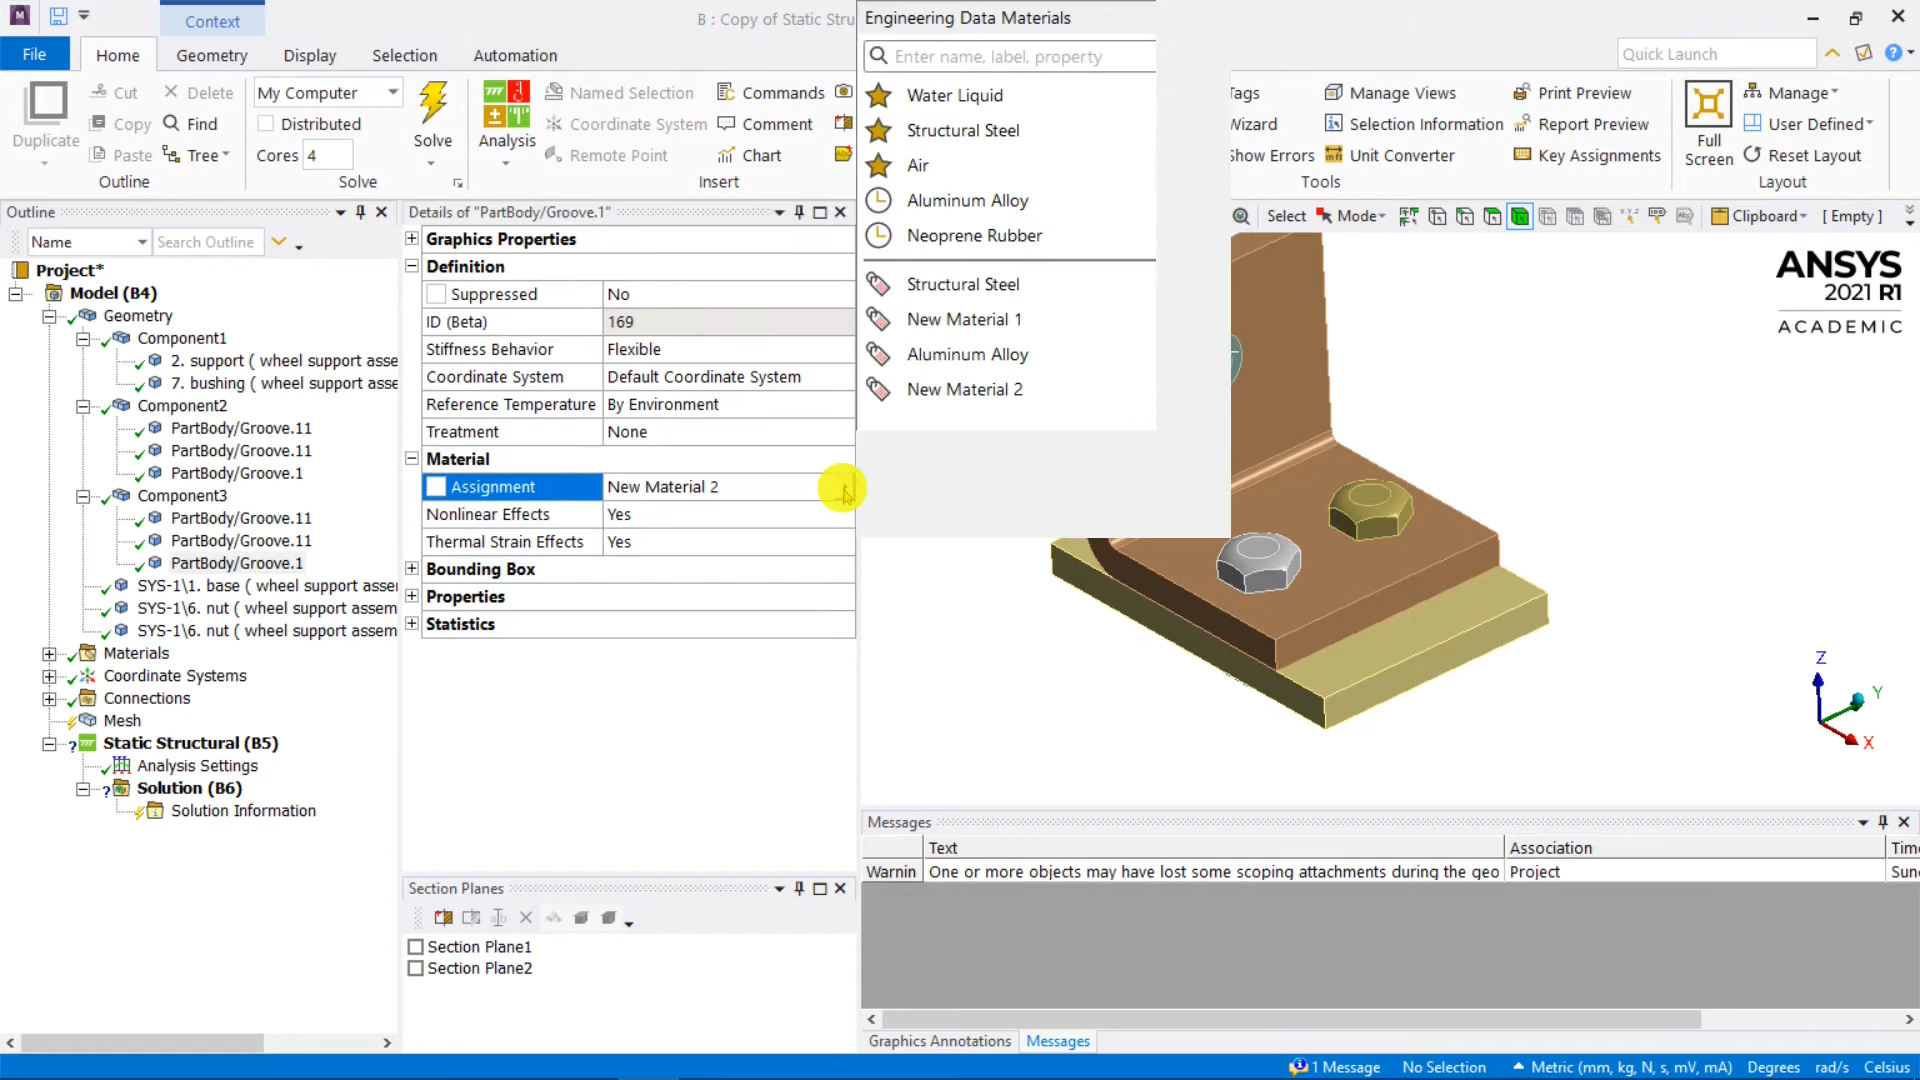 Context
B : Copy of Static Stru
Engineering Data Materials
File
Home
Geometry
Display
Selection
Automation
Enter name, label, property
Quick Launch
Duplicate
Cut
Delete
Copy
Find
Paste
Tree
Outline
My Computer
Distributed
Cores 4
Solve
Solve
Analysis
Named Selection
Commands
Coordinate System
Comment
Remote Point
Chart
Insert
Water Liquid
Structural Steel
Air
Aluminum Alloy
Neoprene Rubber
Structural Steel
New Material 1
Aluminum Alloy
New Material 2
Tags
Wizard
Show Errors
Manage Views
Selection Information
Unit Converter
Print Preview
Report Preview
Key Assignments
Tools
Full Screen
Manage
User Defined
Reset Layout
Layout
Select
Mode
Clipboard
[ Empty ]
Outline
Name
Search Outline
Project*
Model (B4)
Geometry
Component1
2. support ( wheel support asse
7. bushing ( wheel support asse
Component2
PartBody/Groove.11
PartBody/Groove.11
PartBody/Groove.1
Component3
PartBody/Groove.11
PartBody/Groove.11
PartBody/Groove.1
SYS-1\1. base ( wheel support assem
SYS-1\6. nut ( wheel support assem
SYS-1\6. nut ( wheel support assem
Materials
Coordinate Systems
Connections
Mesh
Static Structural (B5)
Analysis Settings
Solution (B6)
Solution Information
Details of "PartBody/Groove.1"
Graphics Properties
Definition
Suppressed No
ID (Beta) 169
Stiffness Behavior Flexible
Coordinate System Default Coordinate System
Reference Temperature By Environment
Treatment None
Material
Assignment New Material 2
Nonlinear Effects Yes
Thermal Strain Effects Yes
Bounding Box
Properties
Statistics
Section Planes
Section Plane1
Section Plane2
ANSYS
2021 R1
ACADEMIC
Z
Y
X
Messages
Text Association Time
Warnin One or more objects may have lost some scoping attachments during the geo Project Sun
Graphics Annotations
Messages
1 Message
No Selection
Metric (mm, kg, N, s, mV, mA)
Degrees
rad/s
Celsius